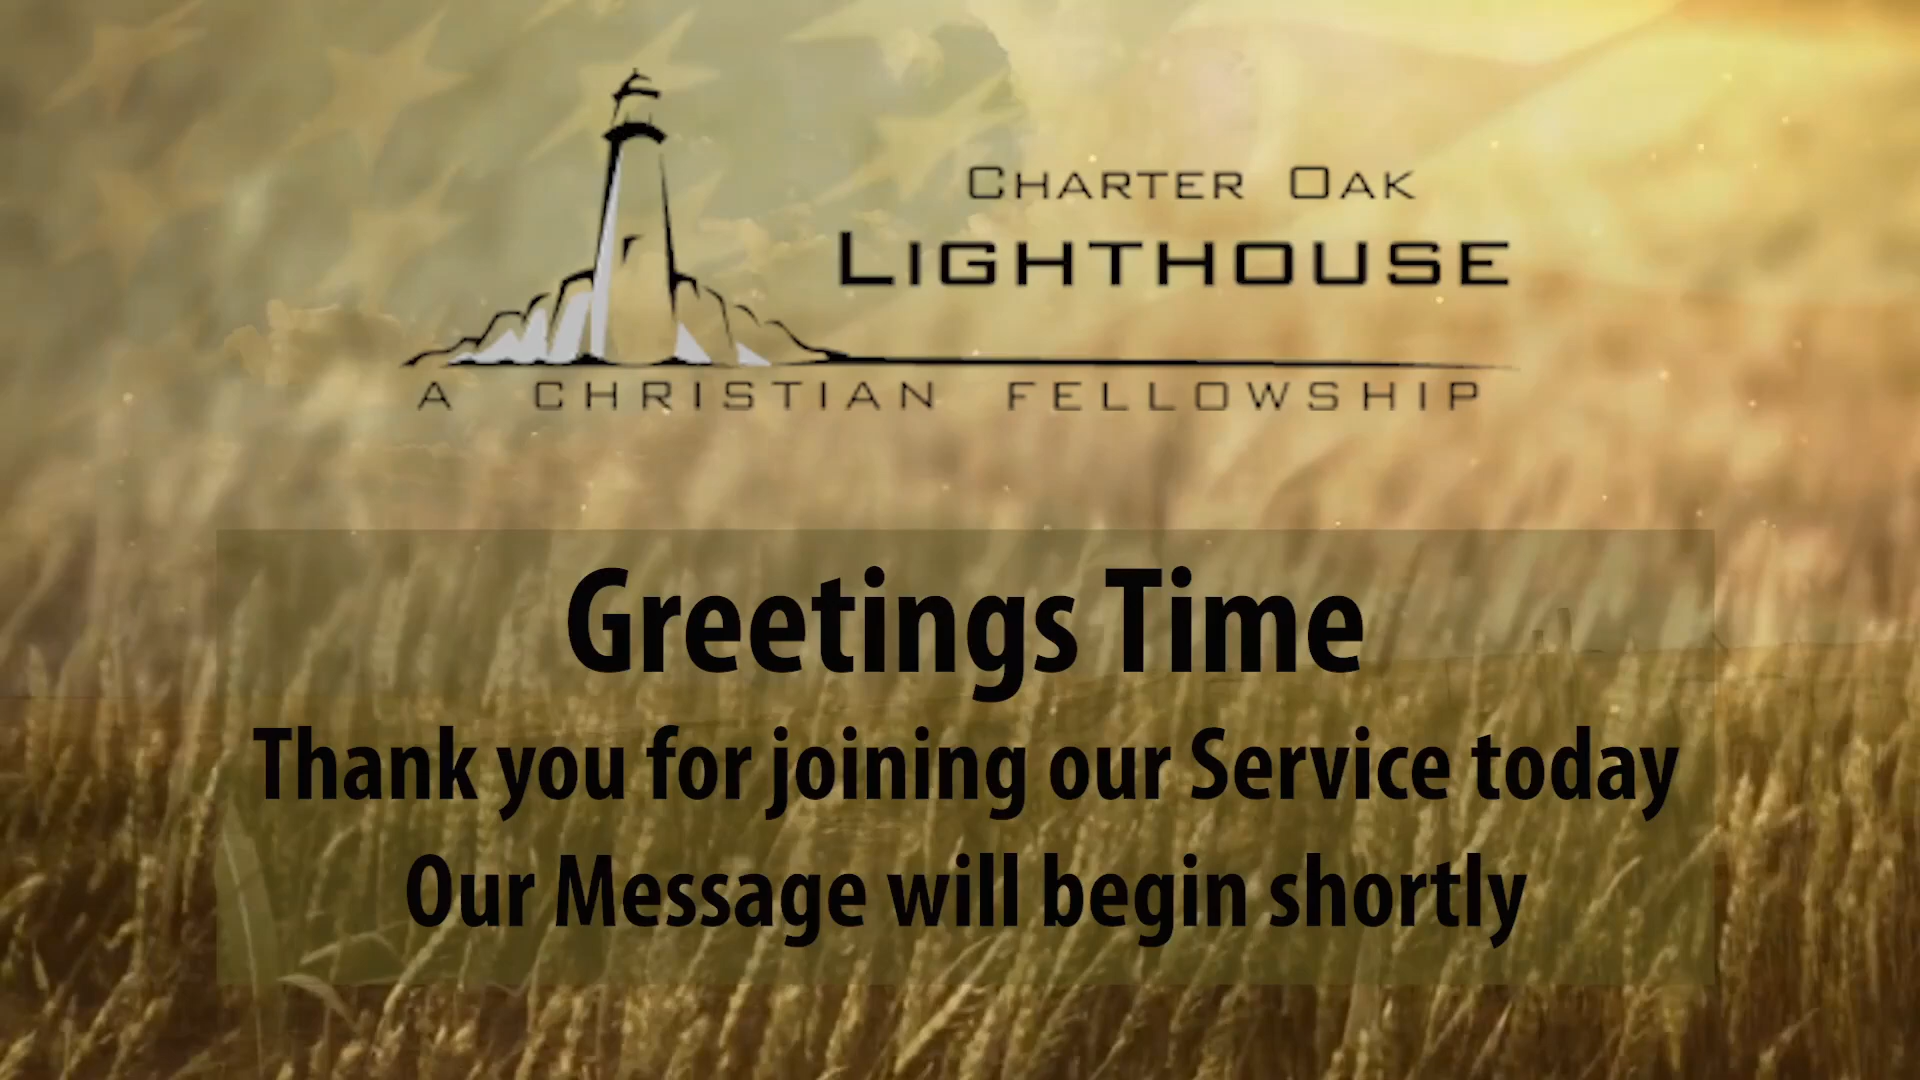 CHARTER OAK
LIGHTHOUSE
A CHRISTIAN FELLOWSHIP
Greetings Time
Thank you for joining our Service today
Our Message will begin shortly